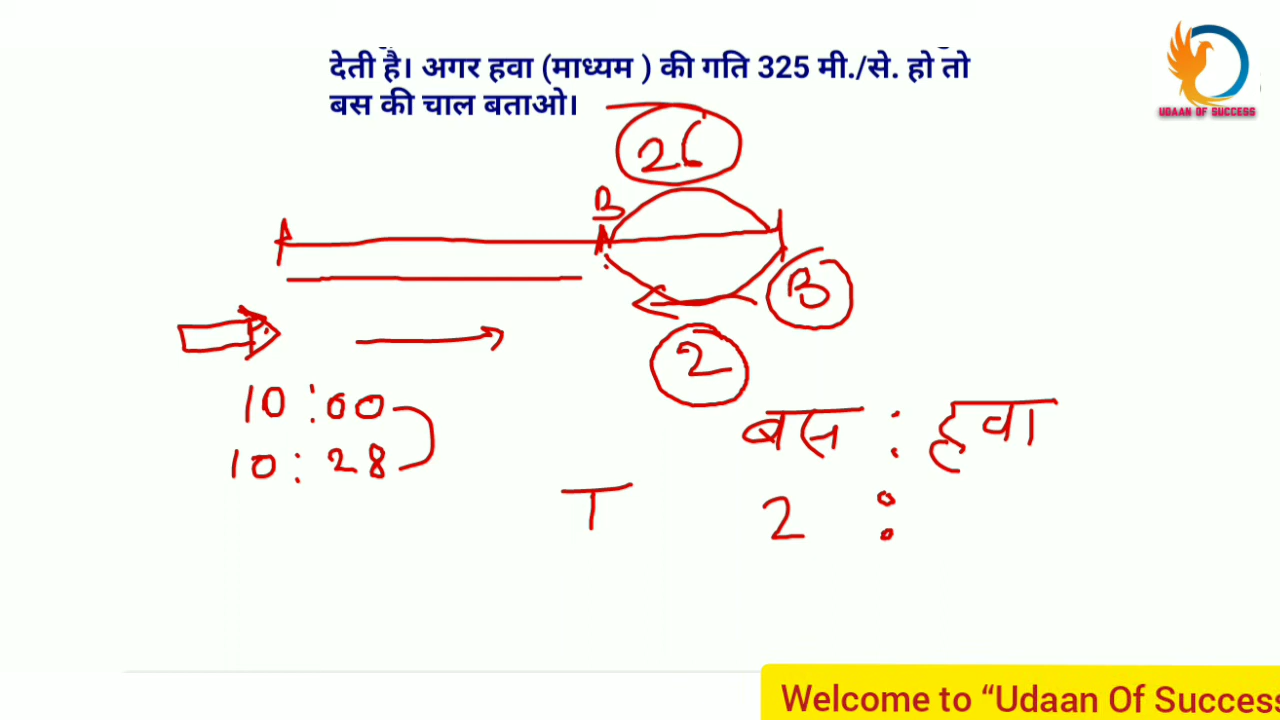 देती है। अगर हवा (माध्यम ) की गति 325 मी./से. हो तो
बस की चाल बताओ।
UDAAN OF SUCCESS
26
B
A
B
2
10:00
10:28
बस : हवा
T 2 :
Welcome to “Udaan Of Success